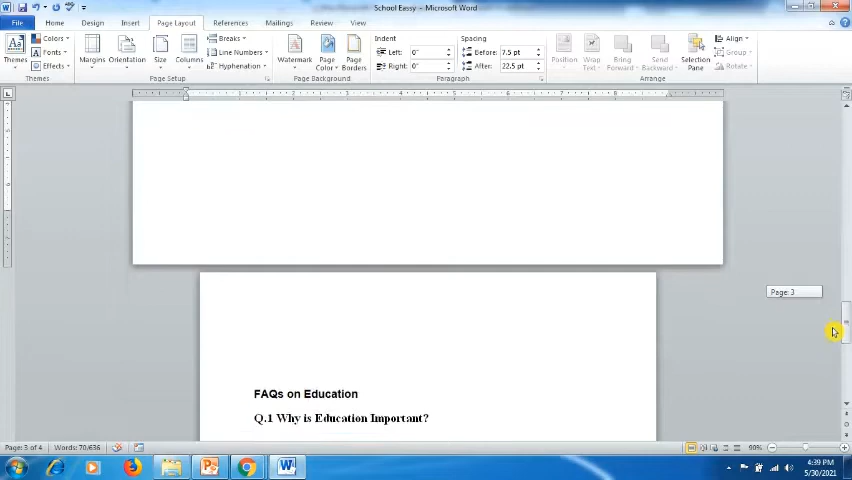 School Eassy - Microsoft Word
File Home Insert Design Page Layout References Mailings Review View
Themes
Colors
Fonts
Effects
Themes
Margins
Orientation
Size
Columns
Breaks
Line Numbers
Hyphenation
Page Setup
Watermark
Page Color
Page Borders
Page Background
Indent
Left: 0"
Right: 0"
Spacing
Before: 7.5 pt
After: 22.5 pt
Paragraph
Position
Wrap Text
Bring Forward
Send Backward
Selection Pane
Align
Group
Rotate
Arrange
Page: 3
FAQs on Education
Q.1 Why is Education Important?
Page: 3 of 4
Words: 70/636
90%
4:39 PM
5/30/2021